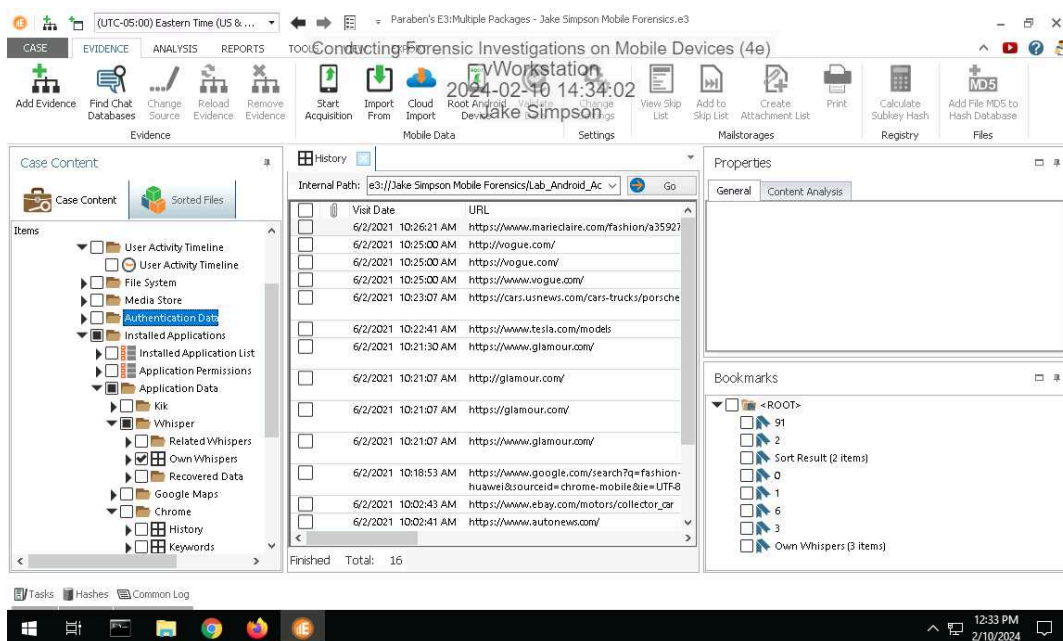 (UTC-05:00) Eastern Time (US & ...
Paraben's E3:Multiple Packages - Jake Simpson Mobile Forensics.e3
CASE EVIDENCE ANALYSIS REPORTS TOOLS VIEW EXPORT
Conducting Forensic Investigations on Mobile Devices (4e)
vWorkstation
2024-02-10 14:34:02
Jake Simpson
Add Evidence
Find Chat Databases
Change Source
Reload Evidence
Remove Evidence
Start Acquisition
Import From
Cloud Import
Root Android Device
Change Settings
View Skip List
Add to Skip List
Create Attachment List
Print
Calculate Subkey Hash
MD5
Add File MD5 to Hash Database
Evidence
Mobile Data
Settings
Mailstorages
Registry
Files
Case Content
Case Content
Sorted Files
Items
User Activity Timeline
User Activity Timeline
File System
Media Store
Authentication Data
Installed Applications
Installed Application List
Application Permissions
Application Data
Kik
Whisper
Related Whispers
Own Whispers
Recovered Data
Google Maps
Chrome
History
Keywords
History
Internal Path: e3://Jake Simpson Mobile Forensics/Lab_Android_Ac Go
Visit Date URL
6/2/2021 10:26:21 AM https://www.marieclaire.com/fashion/a35927
6/2/2021 10:25:00 AM http://vogue.com/
6/2/2021 10:25:00 AM https://vogue.com/
6/2/2021 10:25:00 AM https://www.vogue.com/
6/2/2021 10:23:07 AM https://cars.usnews.com/cars-trucks/porsche
6/2/2021 10:22:41 AM https://www.tesla.com/models
6/2/2021 10:21:30 AM https://www.glamour.com/
6/2/2021 10:21:07 AM http://glamour.com/
6/2/2021 10:21:07 AM https://glamour.com/
6/2/2021 10:21:07 AM https://www.glamour.com/
6/2/2021 10:18:53 AM https://www.google.com/search?q=fashion-
huawei&sourceid=chrome-mobile&ie=UTF-8
6/2/2021 10:02:43 AM https://www.ebay.com/motors/collector_car
6/2/2021 10:02:41 AM https://www.autonews.com/
Finished Total: 16
Properties
General Content Analysis
Bookmarks
<ROOT>
91
2
Sort Result (2 items)
0
1
6
3
Own Whispers (3 items)
Tasks Hashes Common Log
12:33 PM
2/10/2024